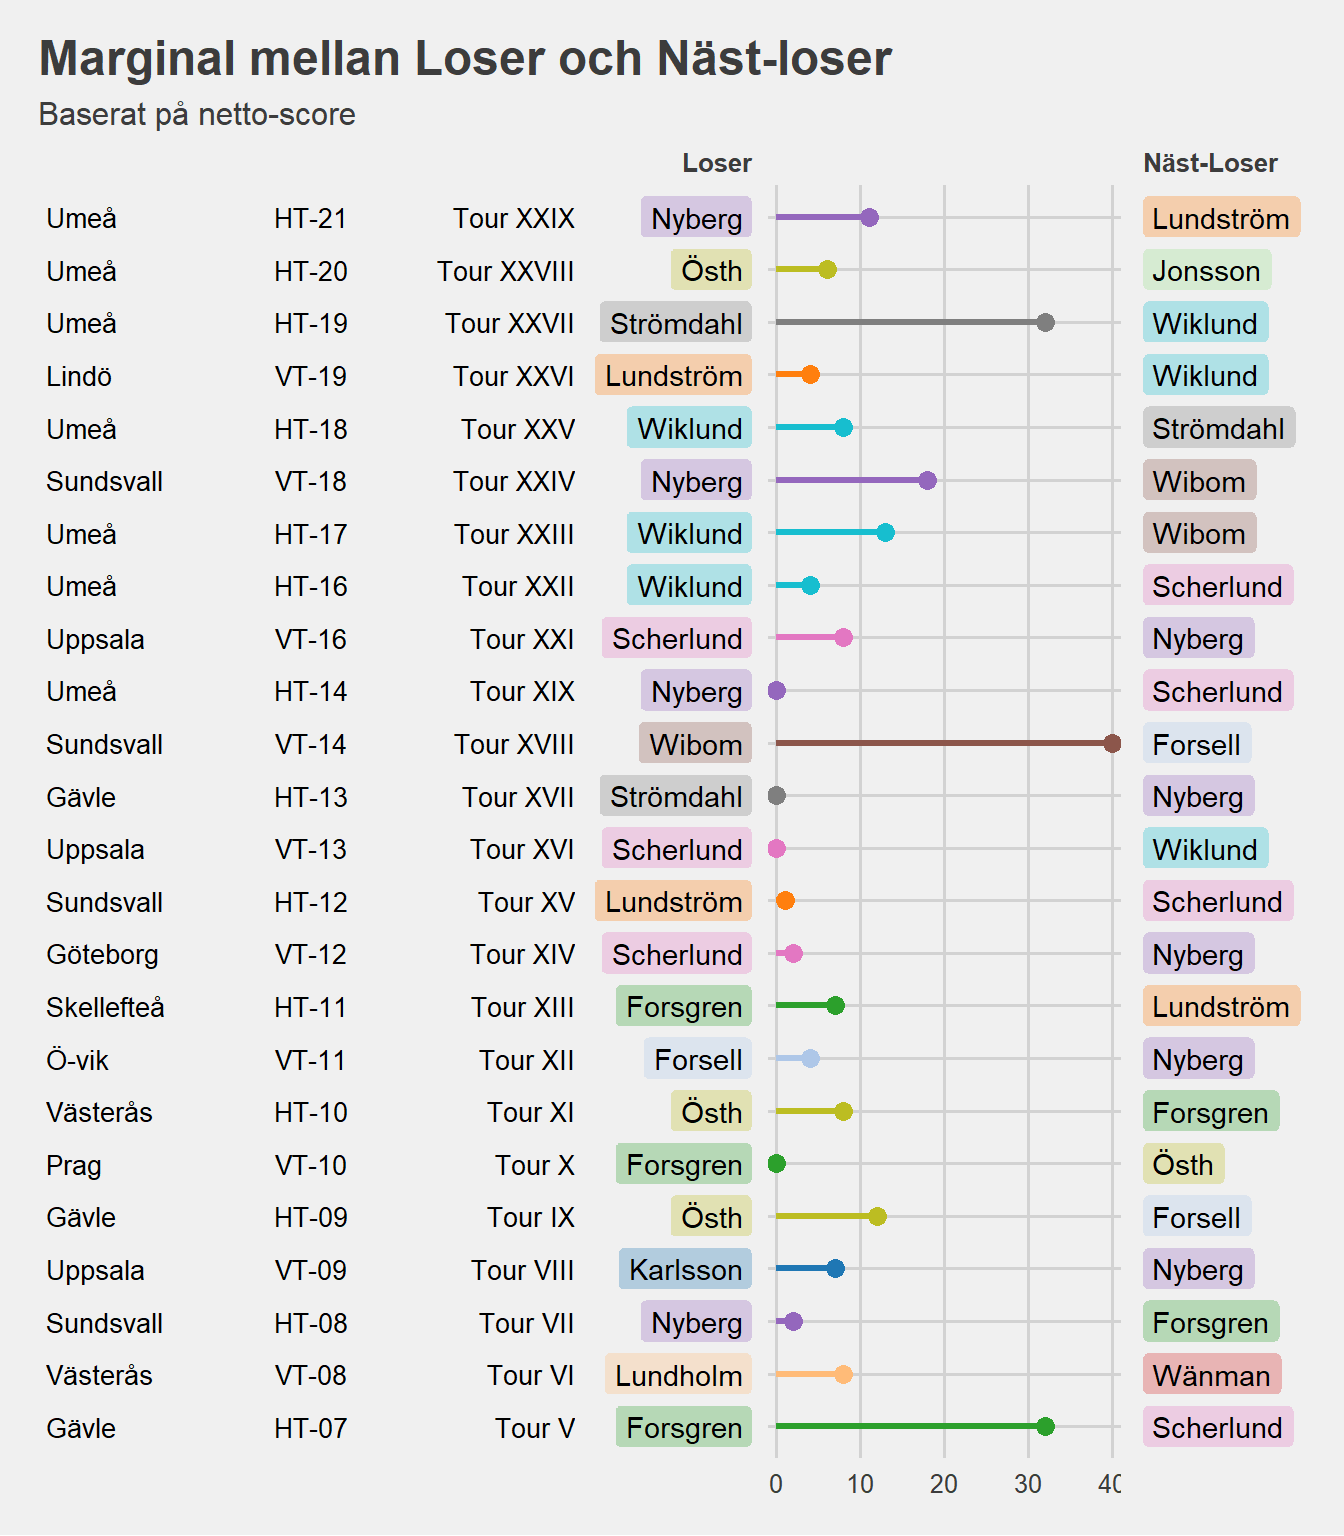 Marginal mellan Loser och Näst-loser
Baserat på netto-score
Loser Näst-Loser
Umeå HT-21 Tour XXIX Nyberg Lundström
Umeå HT-20 Tour XXVIII Östh Jonsson
Umeå HT-19 Tour XXVII Strömdahl Wiklund
Lindö VT-19 Tour XXVI Lundström Wiklund
Umeå HT-18 Tour XXV Wiklund Strömdahl
Sundsvall VT-18 Tour XXIV Nyberg Wibom
Umeå HT-17 Tour XXIII Wiklund Wibom
Umeå HT-16 Tour XXII Wiklund Scherlund
Uppsala VT-16 Tour XXI Scherlund Nyberg
Umeå HT-14 Tour XIX Nyberg Scherlund
Sundsvall VT-14 Tour XVIII Wibom Forsell
Gävle HT-13 Tour XVII Strömdahl Nyberg
Uppsala VT-13 Tour XVI Scherlund Wiklund
Sundsvall HT-12 Tour XV Lundström Scherlund
Göteborg VT-12 Tour XIV Scherlund Nyberg
Skellefteå HT-11 Tour XIII Forsgren Lundström
Ö-vik VT-11 Tour XII Forsell Nyberg
Västerås HT-10 Tour XI Östh Forsgren
Prag VT-10 Tour X Forsgren Östh
Gävle HT-09 Tour IX Östh Forsell
Uppsala VT-09 Tour VIII Karlsson Nyberg
Sundsvall HT-08 Tour VII Nyberg Forsgren
Västerås VT-08 Tour VI Lundholm Wänman
Gävle HT-07 Tour V Forsgren Scherlund
0 10 20 30 40